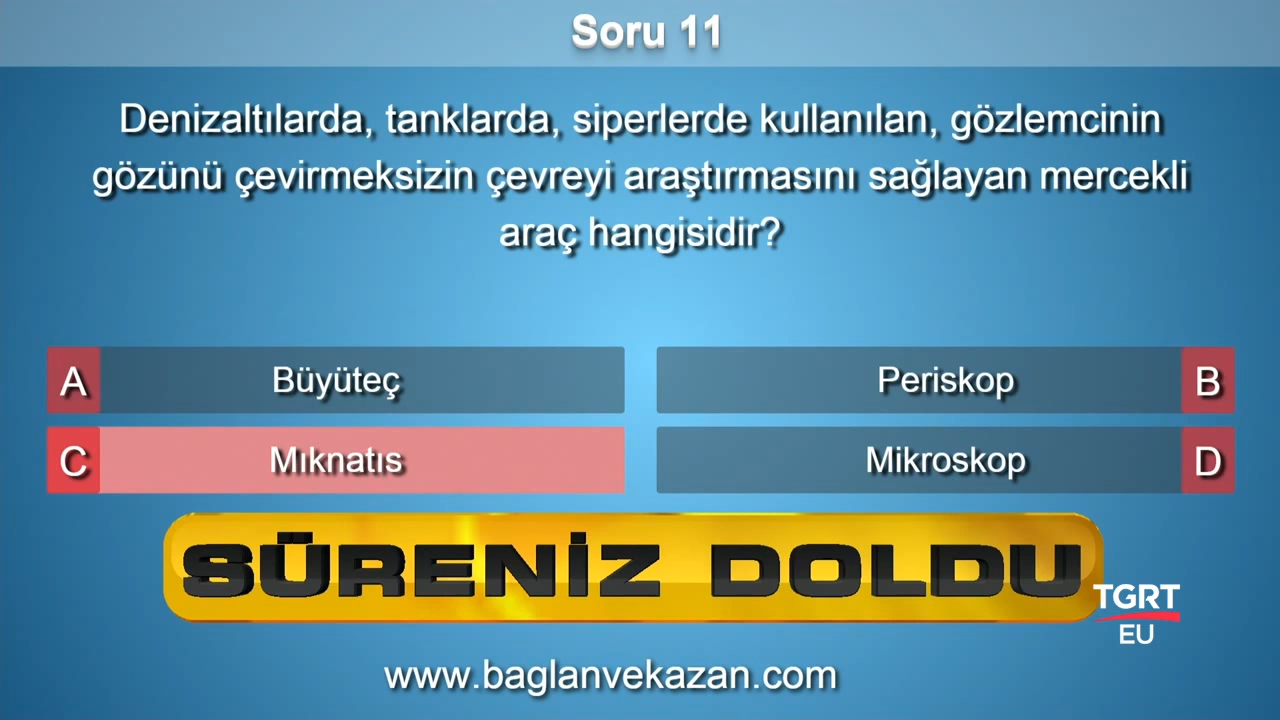 Soru 11
Denizaltılarda, tanklarda, siperlerde kullanılan, gözlemcinin
gözünü çevirmeksizin çevreyi araştırmasını sağlayan mercekli
araç hangisidir?
A Büyüteç
Periskop B
C Mıknatıs
Mikroskop D
SÜRENİZ DOLDU
TGRT
EU
www.baglanvekazan.com